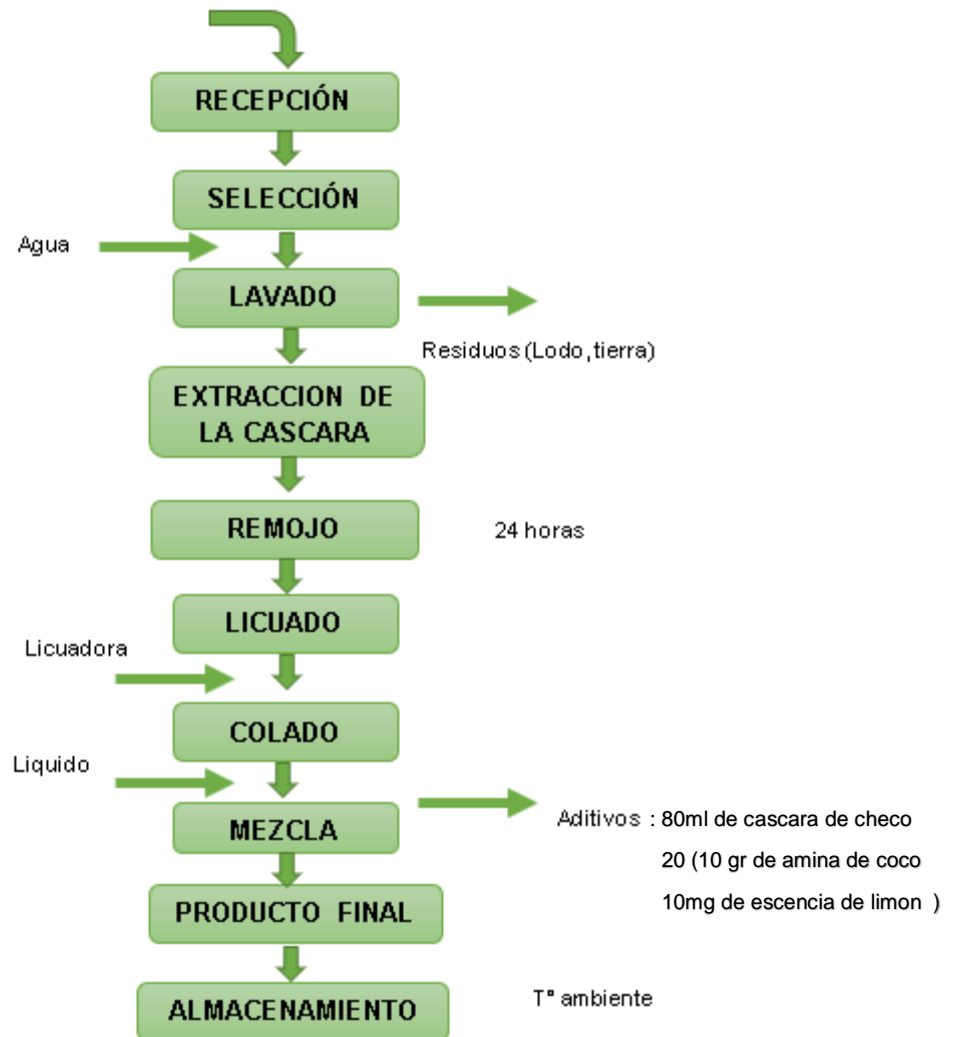 RECEPCIÓN
SELECCIÓN
Agua
LAVADO
Residuos (Lodo,tierra)
EXTRACCION DE
LA CASCARA
REMOJO
24 horas
LICUADO
Licuadora
COLADO
Liquido
MEZCLA
Aditivos : 80ml de cascara de checo
20 (10 gr de amina de coco
10mg de escencia de limon )
PRODUCTO FINAL
ALMACENAMIENTO
T° ambiente